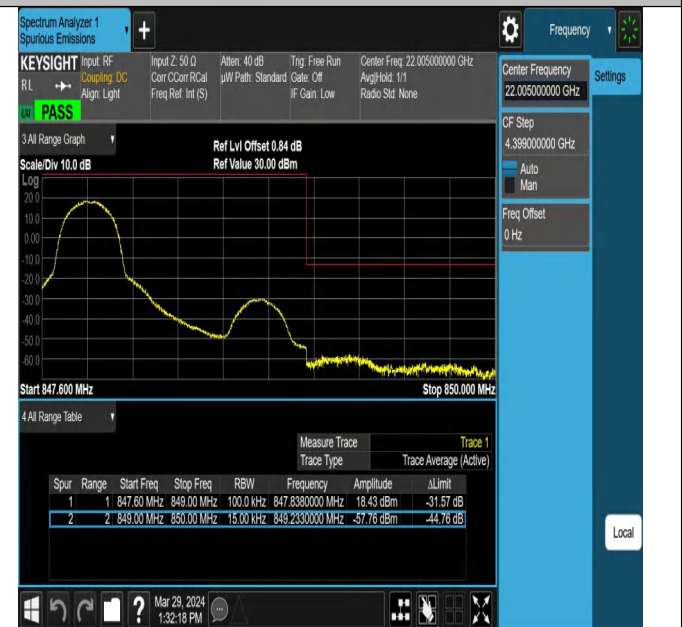 Spectrum Analyzer 1
Spurious Emissions
Frequency
KEYSIGHT
RL
Input: RF
Coupling: DC
Align: Light
Input Z: 50 Ω
Corr CCorr RCal
Freq Ref: Int (S)
Atten: 40 dB
µW Path: Standard
Trig: Free Run
Gate: Off
IF Gain: Low
Center Freq: 22.005000000 GHz
Avg|Hold: 1/1
Radio Std: None
PASS
Center Frequency
22.005000000 GHz
Settings
CF Step
4.399000000 GHz
Auto
Man
Freq Offset
0 Hz
3 All Range Graph
Scale/Div 10.0 dB
Ref Lvl Offset 0.84 dB
Ref Value 30.00 dBm
Log
20.0
10.0
0.00
-10.0
-20.0
-30.0
-40.0
-50.0
-60.0
Start 847.600 MHz
Stop 850.000 MHz
4 All Range Table
Measure Trace Trace 1
Trace Type Trace Average (Active)
Spur Range Start Freq Stop Freq RBW Frequency Amplitude ΔLimit
1 1 847.60 MHz 849.00 MHz 100.0 kHz 847.8380000 MHz 18.43 dBm -31.57 dB
2 2 849.00 MHz 850.00 MHz 15.00 kHz 849.2330000 MHz -57.76 dBm -44.76 dB
Local
?
Mar 29, 2024
1:32:18 PM